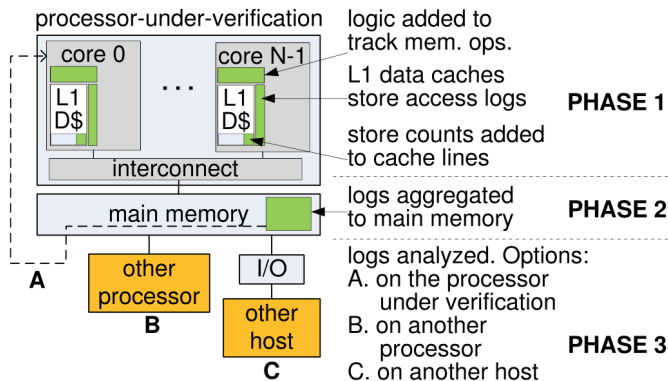 processor-under-verification
core 0
core N-1
L1
D$
. . .
L1
D$
interconnect
main memory
A
other
processor
B
I/O
other
host
C
logic added to
track mem. ops.
L1 data caches
store access logs
PHASE 1
store counts added
to cache lines
logs aggregated
to main memory
PHASE 2
logs analyzed. Options:
A. on the processor
under verification
B. on another
processor
PHASE 3
C. on another host